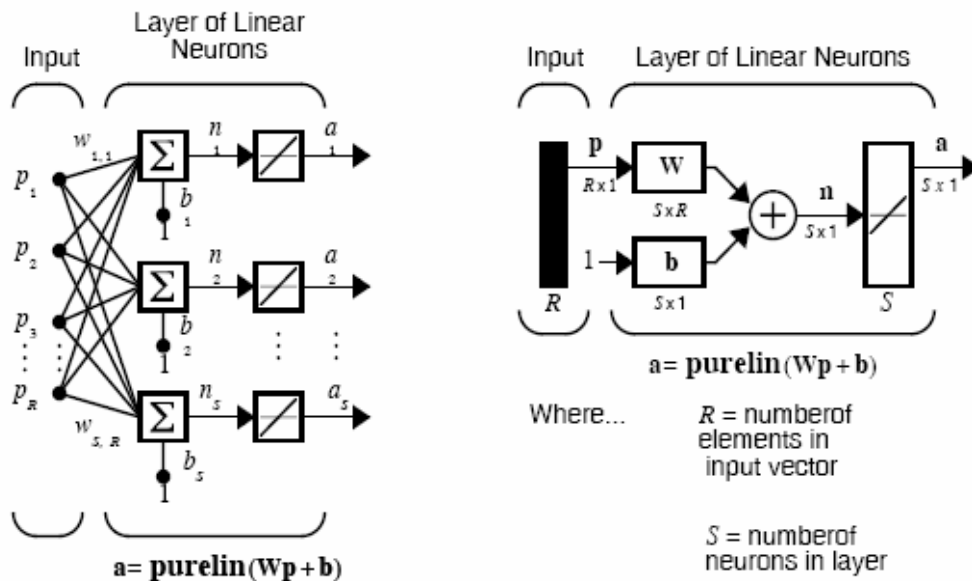 Input
Layer of Linear
Neurons
w1,1
n1
a1
p1
Σ
b1
1
p2
n2
a2
Σ
p3
b2
1
pR
nS
aS
Σ
wS, R
bS
1
a= purelin(Wp+b)
Input
Layer of Linear Neurons
p
W
a
R x 1
S x R
S x 1
n
+
S x 1
1
b
R
S x 1
S
a= purelin(Wp+b)
Where...
R = numberof
elements in
input vector
S = numberof
neurons in layer